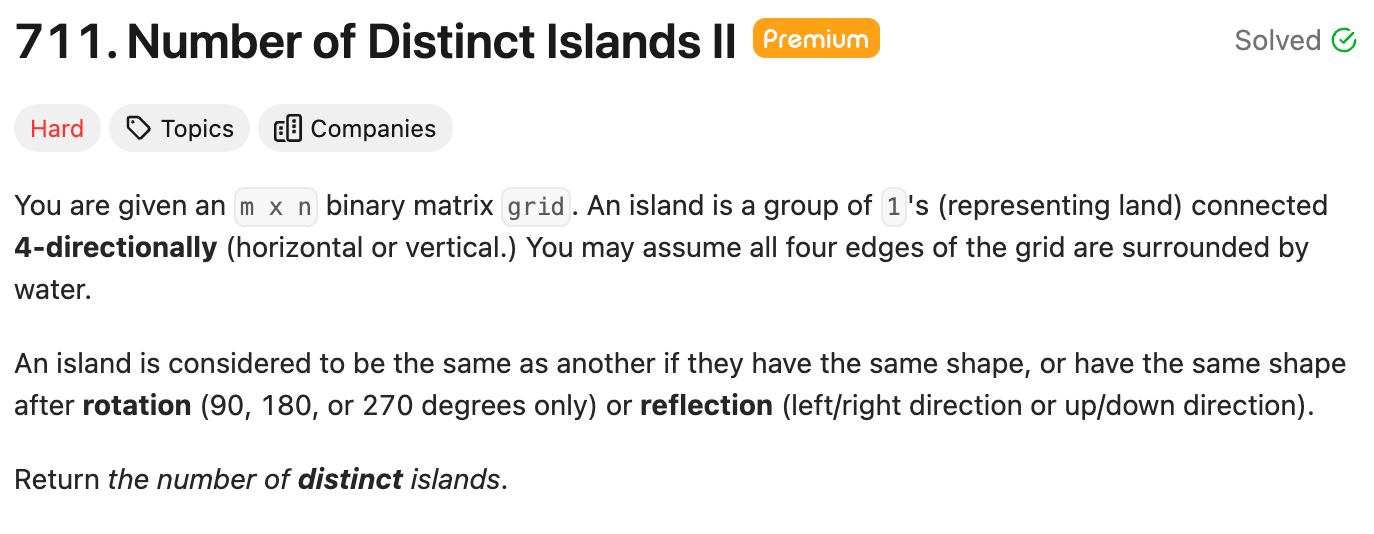 711. Number of Distinct Islands II Premium Solved
Hard Topics Companies
You are given an m x n binary matrix grid. An island is a group of 1's (representing land) connected
4-directionally (horizontal or vertical.) You may assume all four edges of the grid are surrounded by
water.
An island is considered to be the same as another if they have the same shape, or have the same shape
after rotation (90, 180, or 270 degrees only) or reflection (left/right direction or up/down direction).
Return the number of distinct islands.